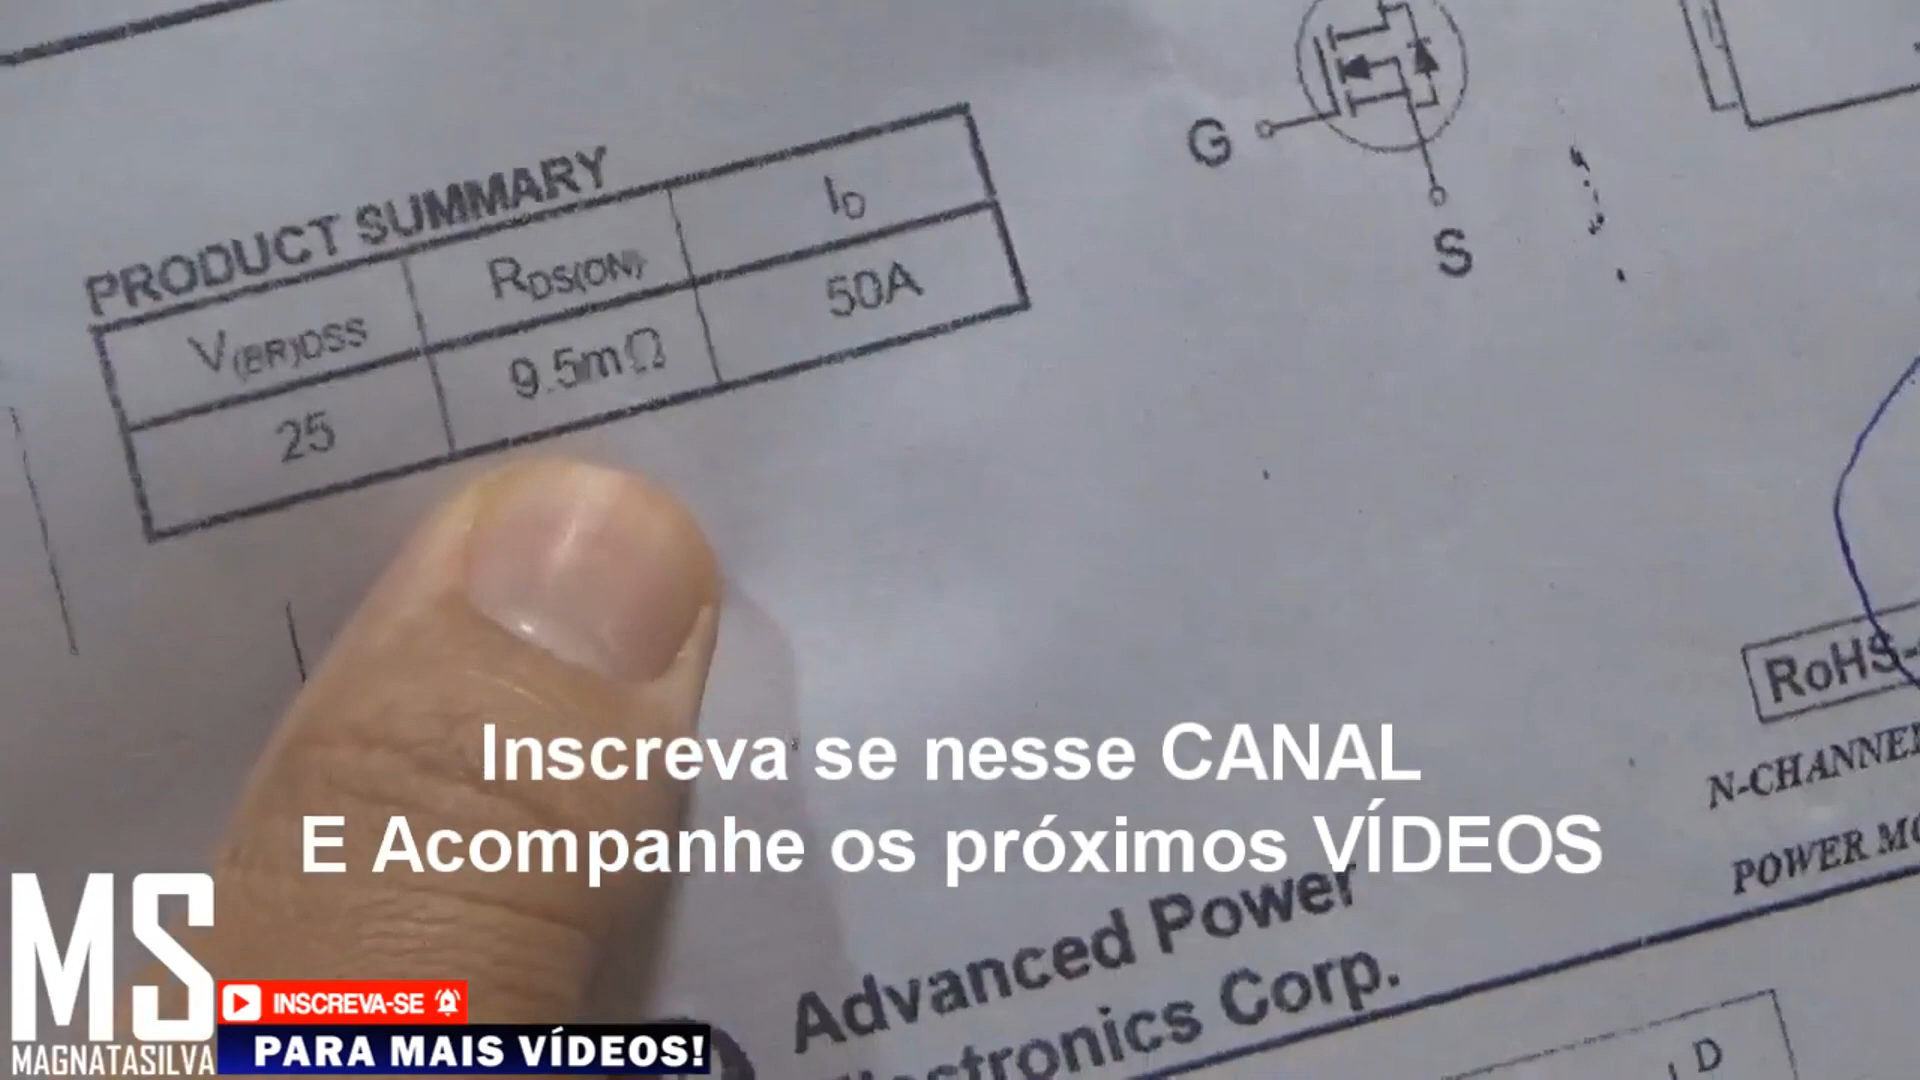 PRODUCT SUMMARY
V(BR)DSS RDS(ON) ID
25 9.5mΩ 50A
G
S
RoHS-
N-CHANNEL
POWER
Inscreva se nesse CANAL
E Acompanhe os próximos VÍDEOS
Advanced Power
Electronics Corp.
D
MS
MAGNATASILVA
INSCREVA-SE
PARA MAIS VÍDEOS!